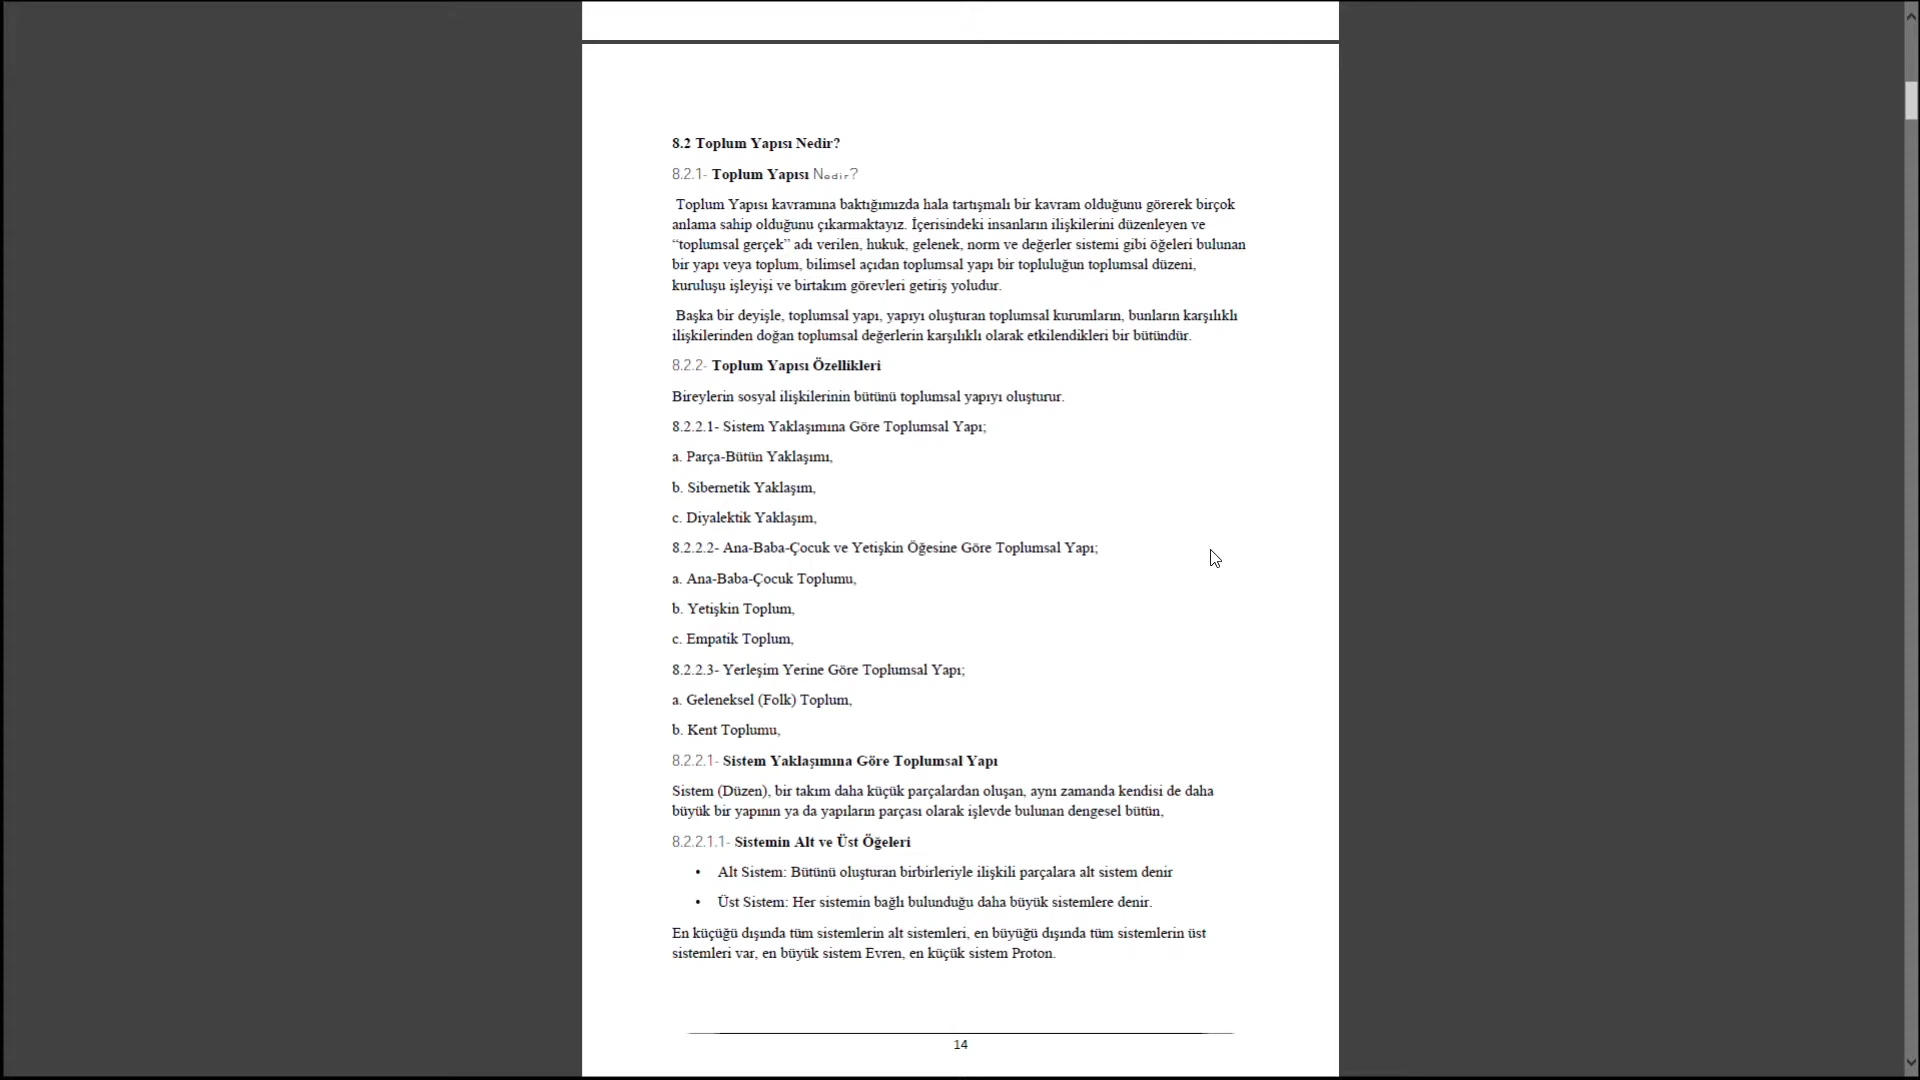 8.2 Toplum Yapısı Nedir?
8.2.1- Toplum Yapısı Nedir?
Toplum Yapısı kavramına baktığımızda hala tartışmalı bir kavram olduğunu görerek birçok
anlama sahip olduğunu çıkarmaktayız. İçerisindeki insanların ilişkilerini düzenleyen ve
“toplumsal gerçek” adı verilen, hukuk, gelenek, norm ve değerler sistemi gibi öğeleri bulunan
bir yapı veya toplum, bilimsel açıdan toplumsal yapı bir topluluğun toplumsal düzeni,
kuruluşu işleyişi ve birtakım görevleri getiriş yoludur.
Başka bir deyişle, toplumsal yapı, yapıyı oluşturan toplumsal kurumların, bunların karşılıklı
ilişkilerinden doğan toplumsal değerlerin karşılıklı olarak etkilendikleri bir bütündür.
8.2.2- Toplum Yapısı Özellikleri
Bireylerin sosyal ilişkilerinin bütünü toplumsal yapıyı oluşturur.
8.2.2.1- Sistem Yaklaşımına Göre Toplumsal Yapı;
a. Parça-Bütün Yaklaşımı,
b. Sibernetik Yaklaşım,
c. Diyalektik Yaklaşım,
8.2.2.2- Ana-Baba-Çocuk ve Yetişkin Öğesine Göre Toplumsal Yapı;
a. Ana-Baba-Çocuk Toplumu,
b. Yetişkin Toplum,
c. Empatik Toplum,
8.2.2.3- Yerleşim Yerine Göre Toplumsal Yapı;
a. Geleneksel (Folk) Toplum,
b. Kent Toplumu,
8.2.2.1- Sistem Yaklaşımına Göre Toplumsal Yapı
Sistem (Düzen), bir takım daha küçük parçalardan oluşan, aynı zamanda kendisi de daha
büyük bir yapının ya da yapıların parçası olarak işlevde bulunan dengesel bütün,
8.2.2.1.1- Sistemin Alt ve Üst Öğeleri
• Alt Sistem: Bütünü oluşturan birbirleriyle ilişkili parçalara alt sistem denir
• Üst Sistem: Her sistemin bağlı bulunduğu daha büyük sistemlere denir.
En küçüğü dışında tüm sistemlerin alt sistemleri, en büyüğü dışında tüm sistemlerin üst
sistemleri var, en büyük sistem Evren, en küçük sistem Proton.
14